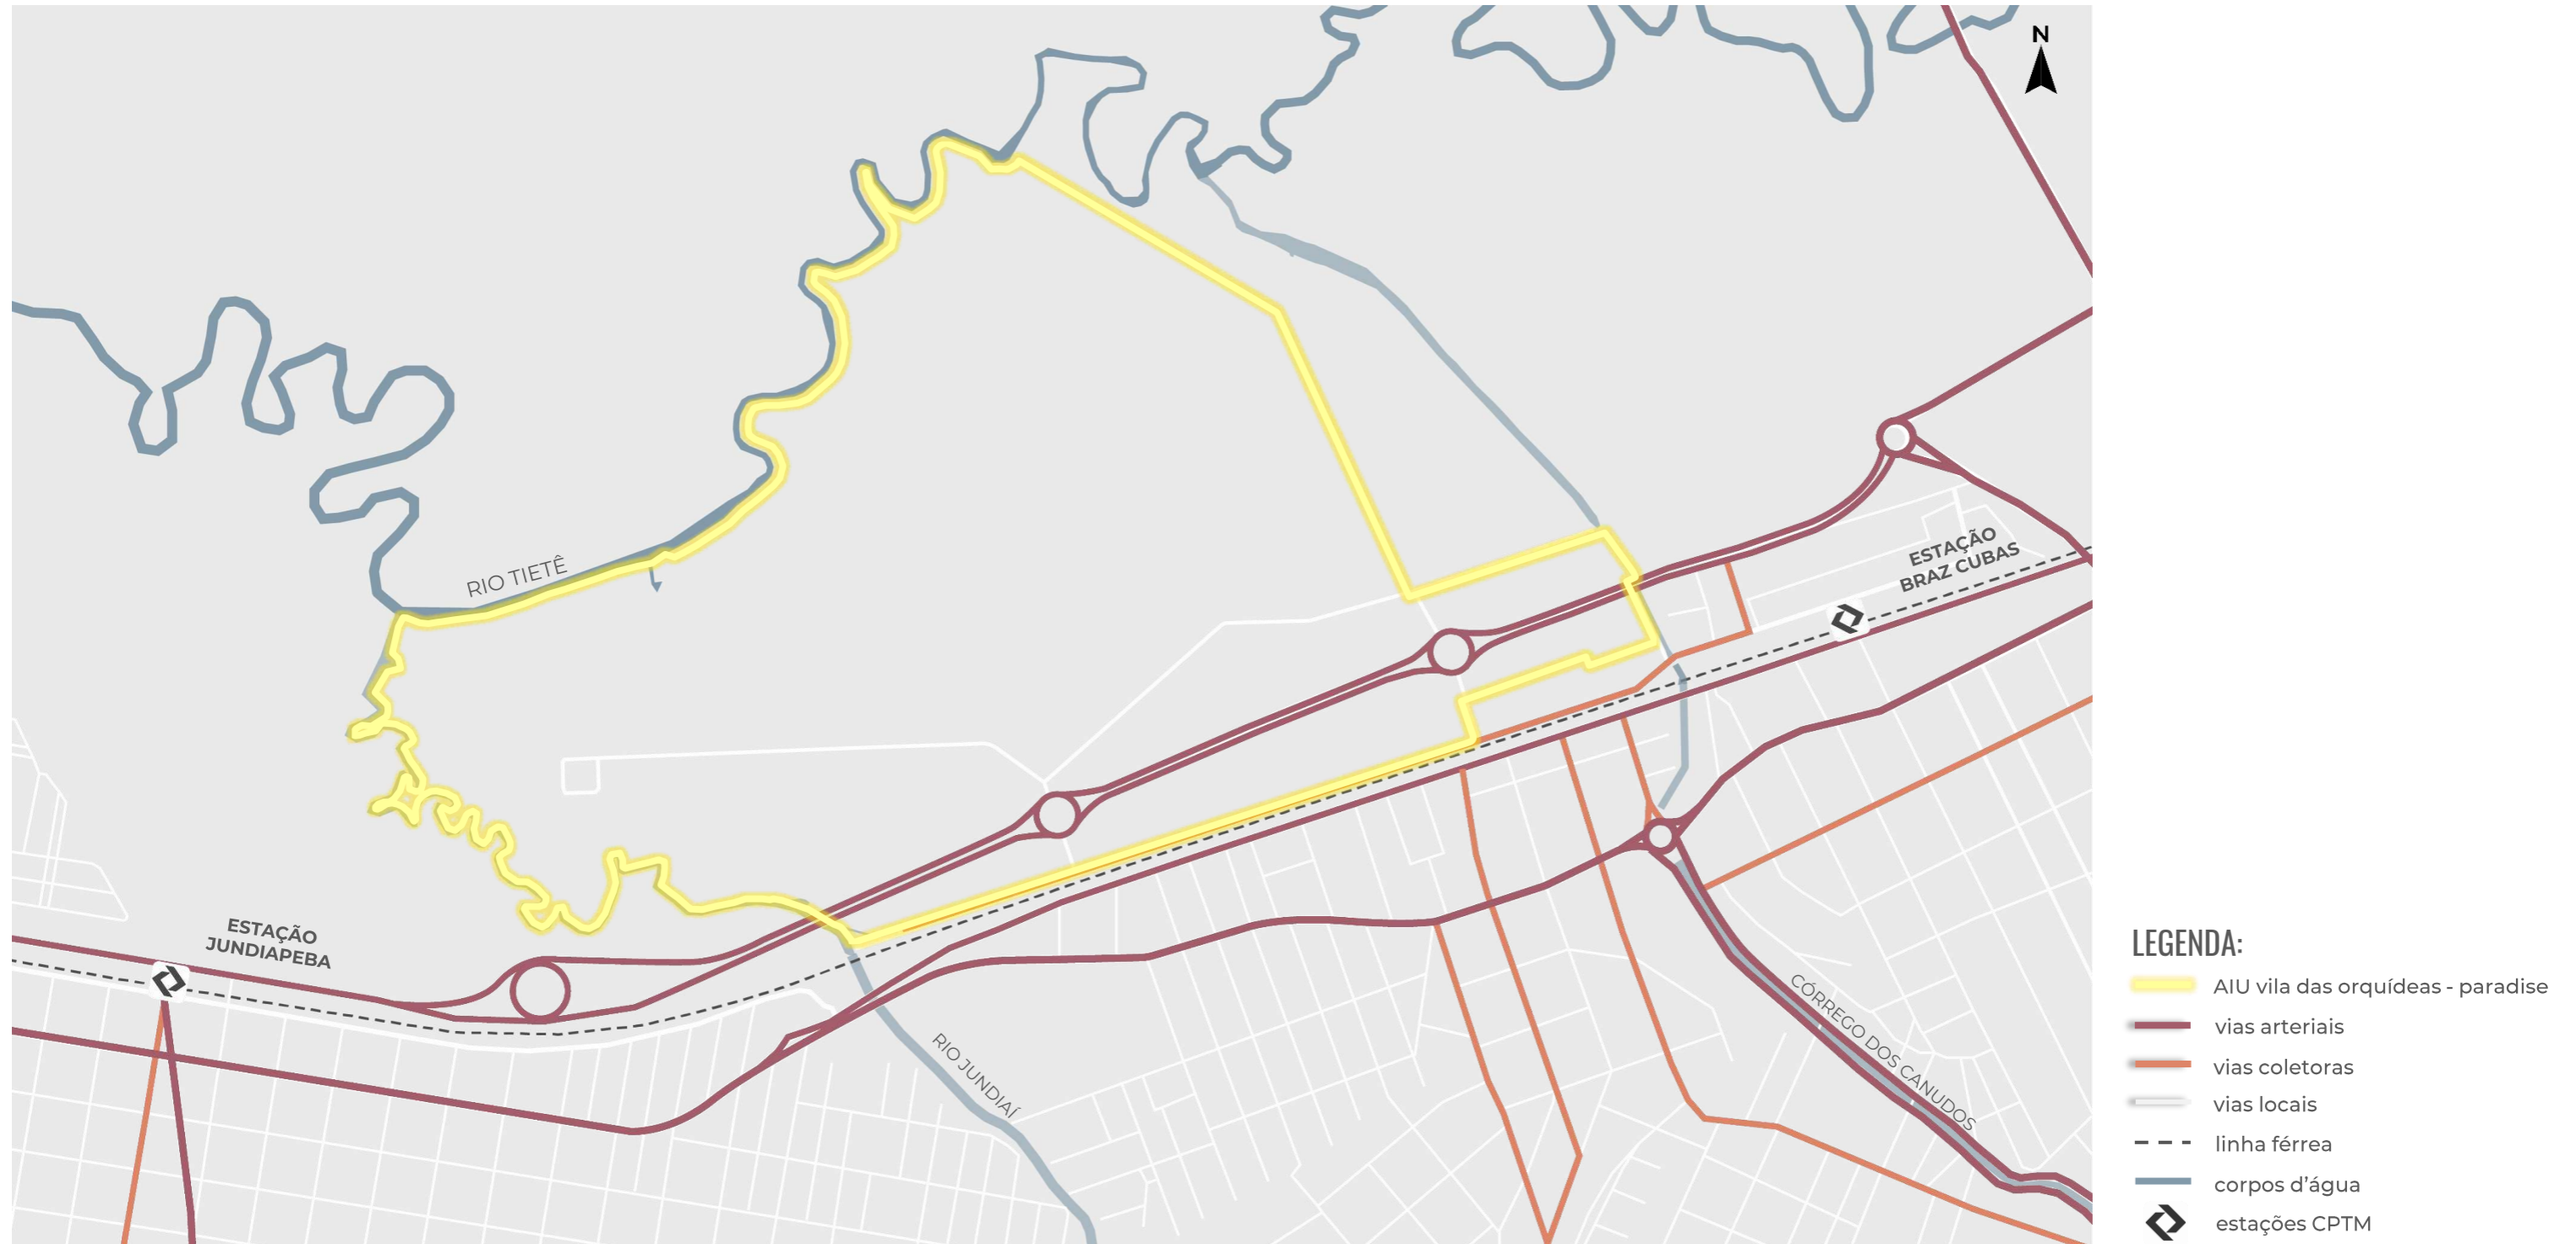 N
RIO TIETÊ
ESTAÇÃO
BRAZ CUBAS
ESTAÇÃO
JUNDIAPEBA
RIO JUNDIAÍ
CÓRREGO DOS CANUDOS
LEGENDA:
AIU vila das orquídeas - paradise
vias arteriais
vias coletoras
vias locais
linha férrea
corpos d’água
estações CPTM